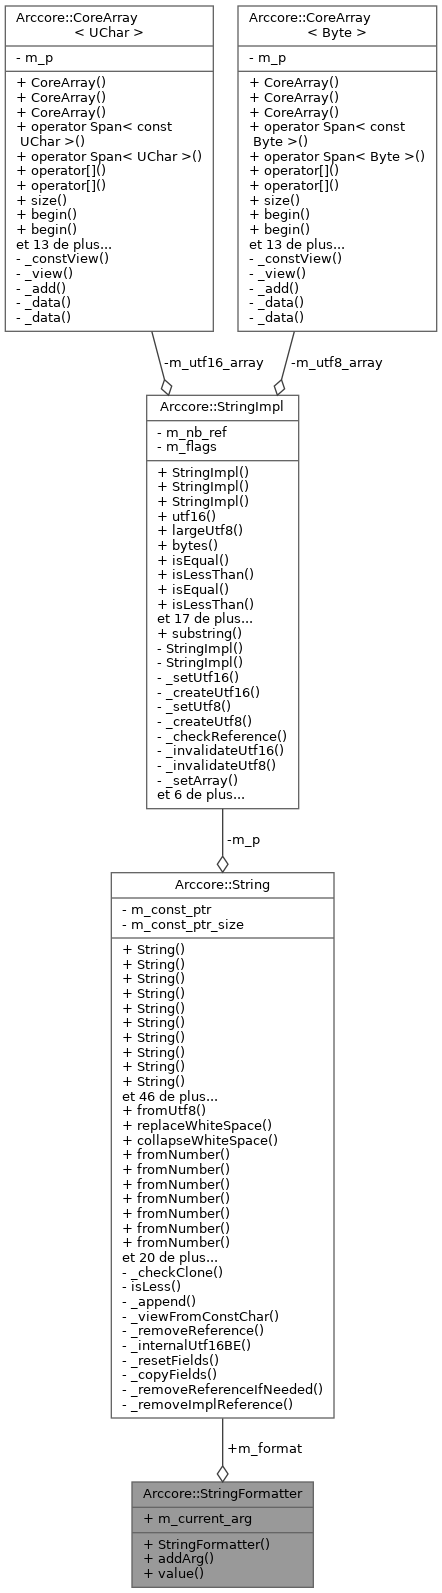 Arccore::CoreArray
< UChar >
- m_p
+ CoreArray()
+ CoreArray()
+ CoreArray()
+ operator Span< const
UChar >()
+ operator Span< UChar >()
+ operator[]()
+ operator[]()
+ size()
+ begin()
+ begin()
et 13 de plus...
- _constView()
- _view()
- _add()
- _data()
- _data()
Arccore::CoreArray
< Byte >
- m_p
+ CoreArray()
+ CoreArray()
+ CoreArray()
+ operator Span< const
Byte >()
+ operator Span< Byte >()
+ operator[]()
+ operator[]()
+ size()
+ begin()
+ begin()
et 13 de plus...
- _constView()
- _view()
- _add()
- _data()
- _data()
-m_utf16_array
-m_utf8_array
Arccore::StringImpl
- m_nb_ref
- m_flags
+ StringImpl()
+ StringImpl()
+ StringImpl()
+ utf16()
+ largeUtf8()
+ bytes()
+ isEqual()
+ isLessThan()
+ isEqual()
+ isLessThan()
et 17 de plus...
+ substring()
- StringImpl()
- StringImpl()
- _setUtf16()
- _createUtf16()
- _setUtf8()
- _createUtf8()
- _checkReference()
- _invalidateUtf16()
- _invalidateUtf8()
- _setArray()
et 6 de plus...
-m_p
Arccore::String
- m_const_ptr
- m_const_ptr_size
+ String()
+ String()
+ String()
+ String()
+ String()
+ String()
+ String()
+ String()
+ String()
+ String()
et 46 de plus...
+ fromUtf8()
+ replaceWhiteSpace()
+ collapseWhiteSpace()
+ fromNumber()
+ fromNumber()
+ fromNumber()
+ fromNumber()
+ fromNumber()
+ fromNumber()
+ fromNumber()
et 20 de plus...
- _checkClone()
- isLess()
- _append()
- _viewFromConstChar()
- _removeReference()
- _internalUtf16BE()
- _resetFields()
- _copyFields()
- _removeReferenceIfNeeded()
- _removeImplReference()
+m_format
Arccore::StringFormatter
+ m_current_arg
+ StringFormatter()
+ addArg()
+ value()